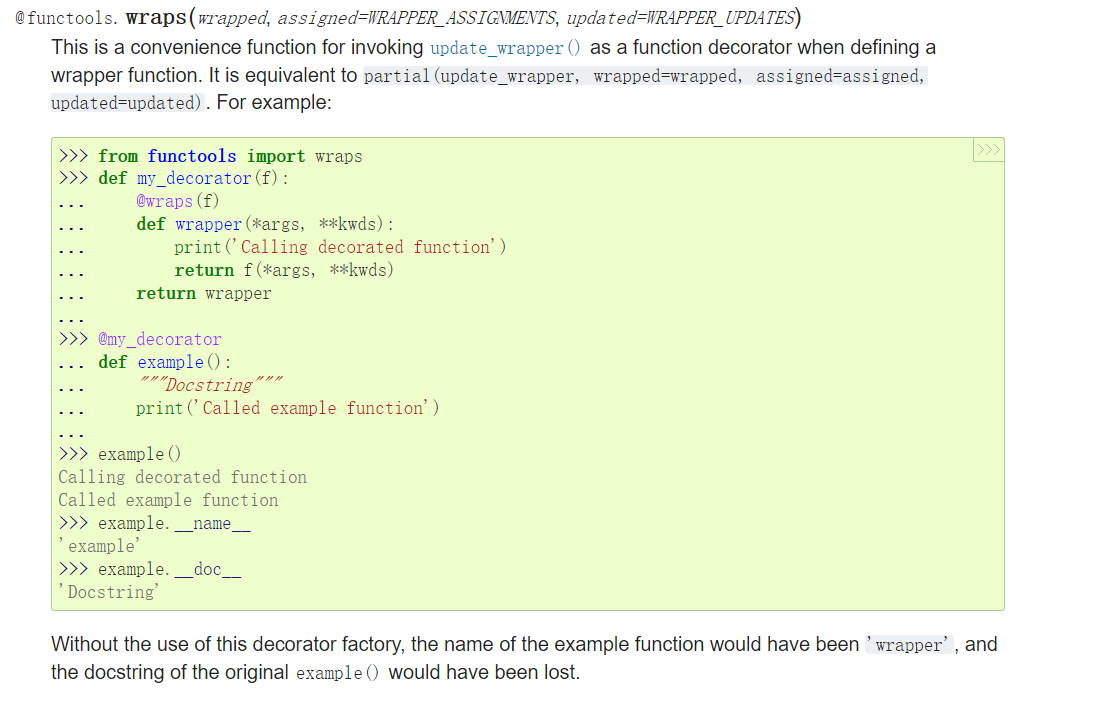 @functools.wraps(wrapped, assigned=WRAPPER_ASSIGNMENTS, updated=WRAPPER_UPDATES)
This is a convenience function for invoking update_wrapper() as a function decorator when defining a
wrapper function. It is equivalent to partial(update_wrapper, wrapped=wrapped, assigned=assigned,
updated=updated). For example:
>>>
>>> from functools import wraps
>>> def my_decorator(f):
...     @wraps(f)
...     def wrapper(*args, **kwds):
...         print('Calling decorated function')
...         return f(*args, **kwds)
...     return wrapper
...
>>> @my_decorator
... def example():
...     """Docstring"""
...     print('Called example function')
...
>>> example()
Calling decorated function
Called example function
>>> example.__name__
'example'
>>> example.__doc__
'Docstring'
Without the use of this decorator factory, the name of the example function would have been 'wrapper', and
the docstring of the original example() would have been lost.